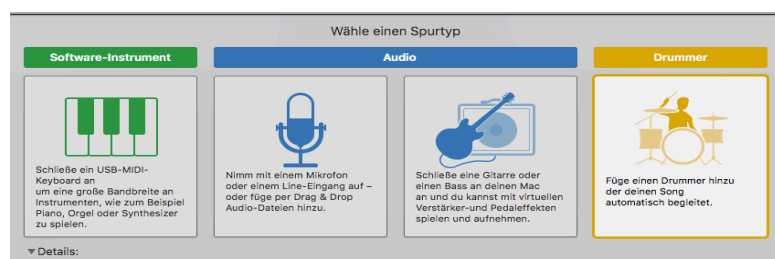 Wähle einen Spurtyp
Software-Instrument
Audio
Drummer
Schließe ein USB-MIDI-
Keyboard an
um eine große Bandbreite an
Instrumenten, wie zum Beispiel
Piano, Orgel oder Synthesizer
zu spielen.
Nimm mit einem Mikrofon
oder einem Line-Eingang auf –
oder füge per Drag & Drop
Audio-Dateien hinzu.
Schließe eine Gitarre oder
einen Bass an deinen Mac
an und du kannst mit virtuellen
Verstärker-und Pedaleffekten
spielen und aufnehmen.
Füge einen Drummer hinzu
der deinen Song
automatisch begleitet.
Details: